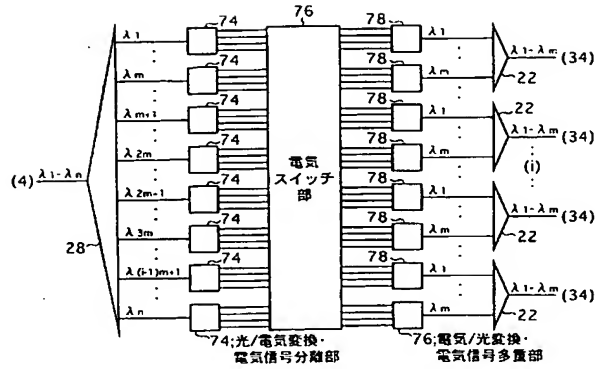 76
74 78
λ1 λ1
λ1-λm (34)
74 78
λm λm 22
74 78 22
λm+1 λ1
λ1-λm (34)
74 78
λ2m λm (i)
電気
スイッチ
部
(4) λ1-λn
74 78
λ2m+1 λ1
λ1-λm (34)
74 78
λ3m λm 22
28
74 78
λ(i-1)m+1 λ1
λ1-λm (34)
λn λm 22
74;光/電気変換・
電気信号分離部
76;電気/光変換・
電気信号多重部